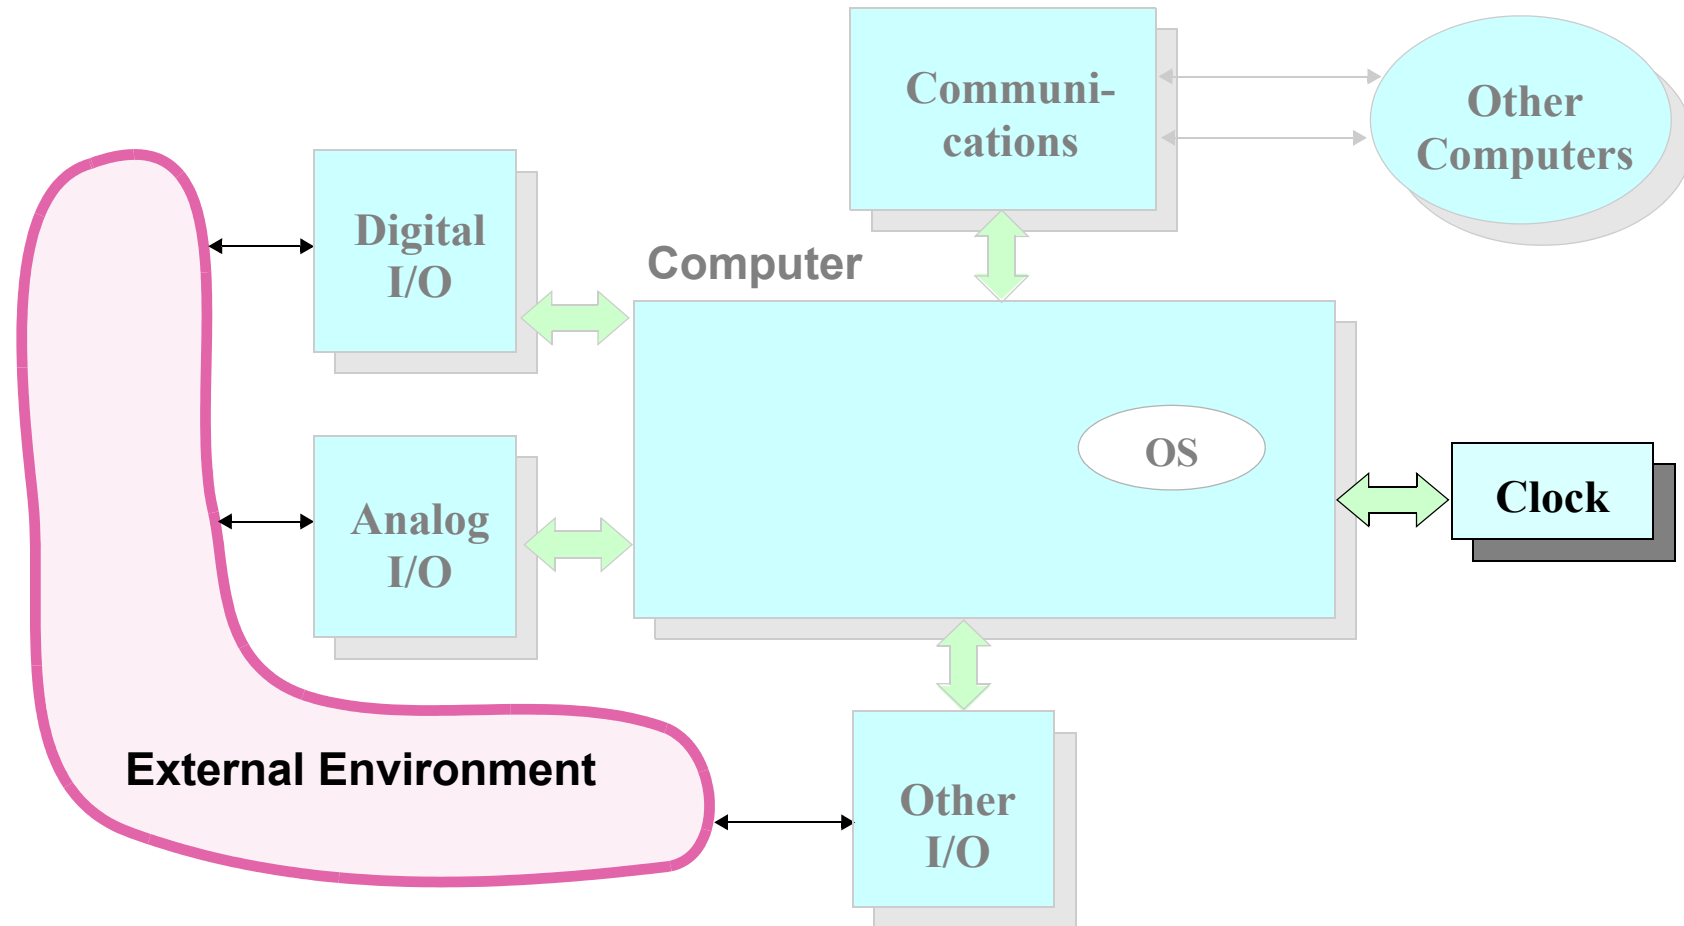 Communi-
cations
Other
Computers
Digital
I/O
Computer
OS
Clock
Analog
I/O
External Environment
Other
I/O